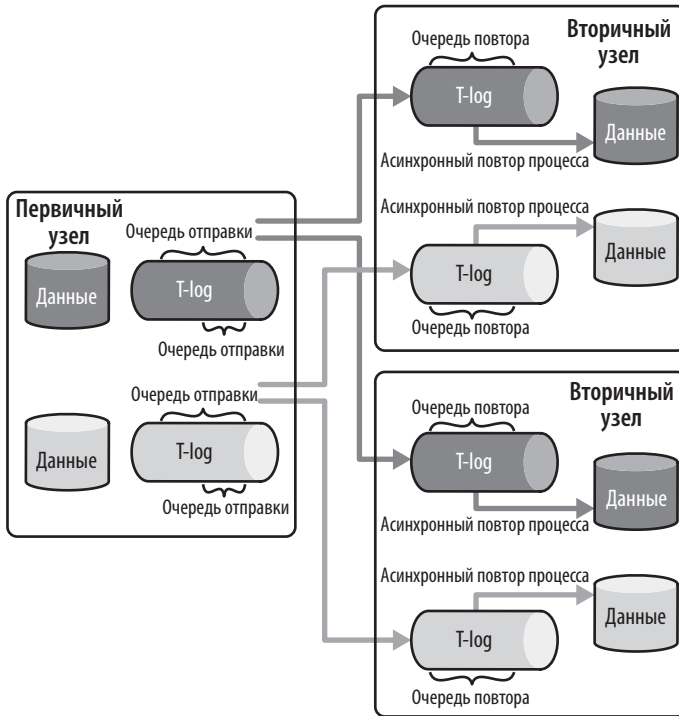 Первичный
узел
Очередь отправки
Данные
T-log
Очередь отправки
Очередь отправки
Данные
T-log
Очередь отправки
Вторичный
узел
Очередь повтора
T-log
Данные
Асинхронный повтор процесса
Асинхронный повтор процесса
Данные
T-log
Очередь повтора
Вторичный
узел
Очередь повтора
T-log
Данные
Асинхронный повтор процесса
Асинхронный повтор процесса
Данные
T-log
Очередь повтора